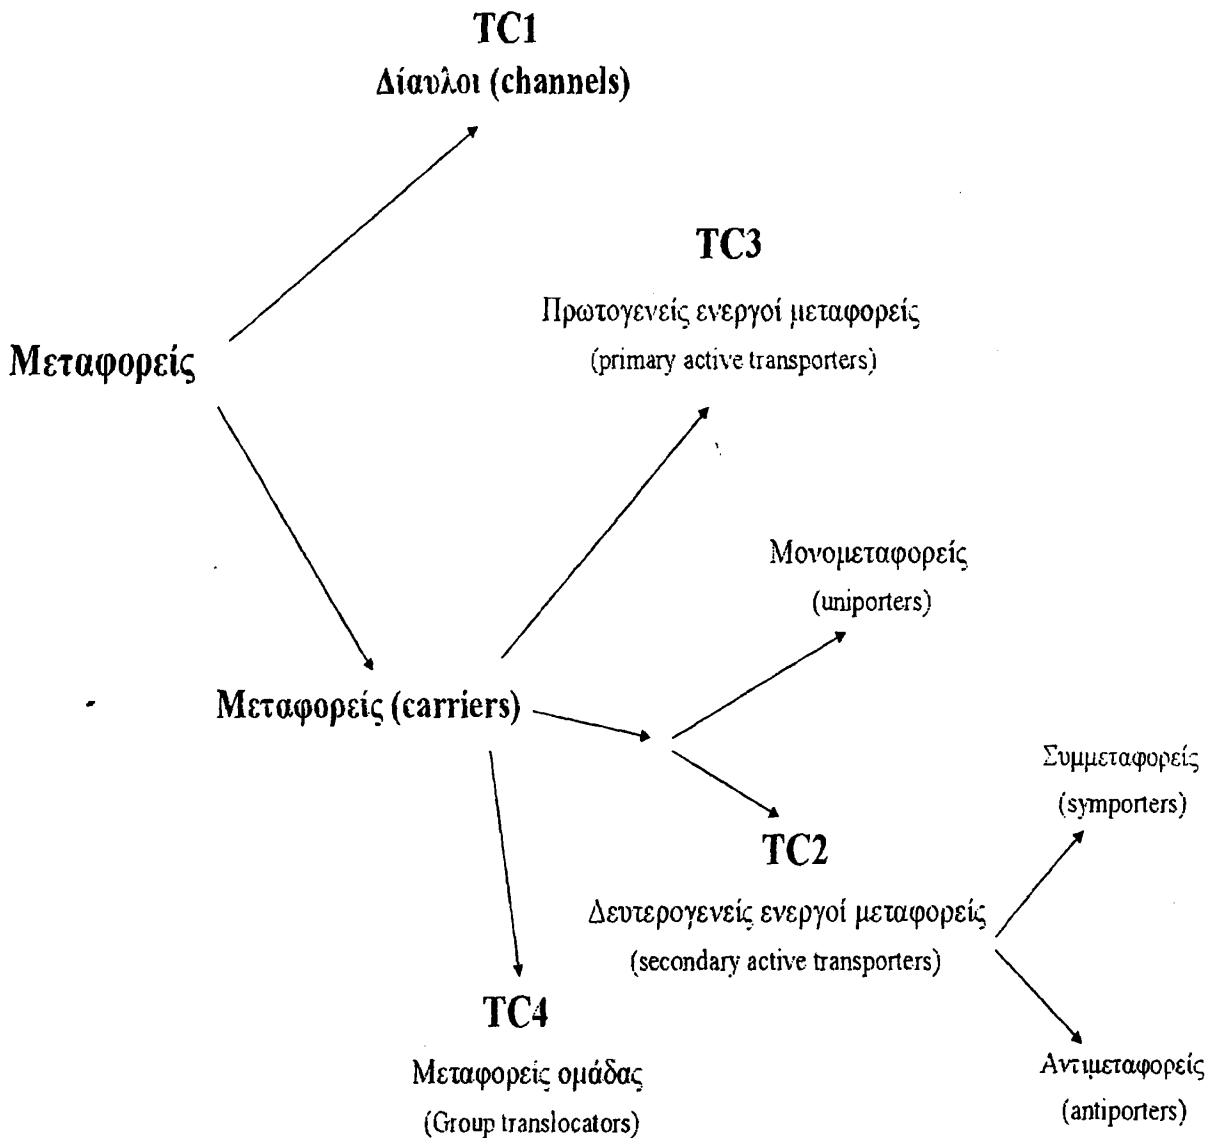 TC1
Δίαυλοι (channels)
TC3
Πρωτογενείς ενεργοί μεταφορείς
(primary active transporters)
Μεταφορείς
Μονομεταφορείς
(uniporters)
Μεταφορείς (carriers)
Συμμεταφορείς
(symporters)
TC2
Δευτερογενείς ενεργοί μεταφορείς
(secondary active transporters)
TC4
Μεταφορείς ομάδας
(Group translocators)
Αντιμεταφορείς
(antiporters)